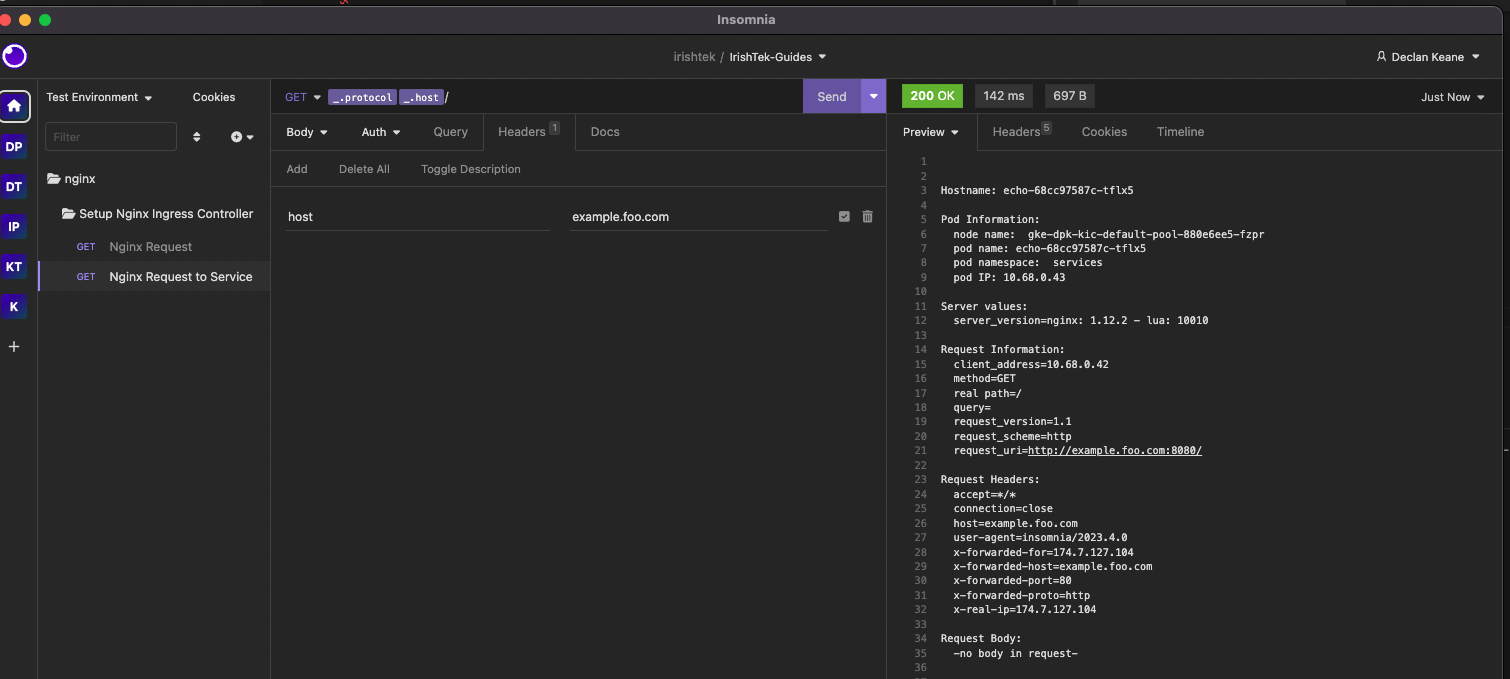 Insomnia
irishtek / IrishTek-Guides
Declan Keane
Test Environment
Cookies
GET _.protocol _.host /
Send
200 OK
142 ms
697 B
Just Now
DP
DT
IP
KT
K
+
Filter
nginx
Setup Nginx Ingress Controller
GET Nginx Request
GET Nginx Request to Service
Body Auth Query Headers 1 Docs
Add Delete All Toggle Description
host example.foo.com
Preview Headers 5 Cookies Timeline
1
2
3 Hostname: echo-68cc97587c-tflx5
4
5 Pod Information:
6 node name: gke-dpk-kic-default-pool-880e6ee5-fzpr
7 pod name: echo-68cc97587c-tflx5
8 pod namespace: services
9 pod IP: 10.68.0.43
10
11 Server values:
12 server_version=nginx: 1.12.2 - lua: 10010
13
14 Request Information:
15 client_address=10.68.0.42
16 method=GET
17 real path=/
18 query=
19 request_version=1.1
20 request_scheme=http
21 request_uri=http://example.foo.com:8080/
22
23 Request Headers:
24 accept=*/*
25 connection=close
26 host=example.foo.com
27 user-agent=insomnia/2023.4.0
28 x-forwarded-for=174.7.127.104
29 x-forwarded-host=example.foo.com
30 x-forwarded-port=80
31 x-forwarded-proto=http
32 x-real-ip=174.7.127.104
33
34 Request Body:
35 -no body in request-
36